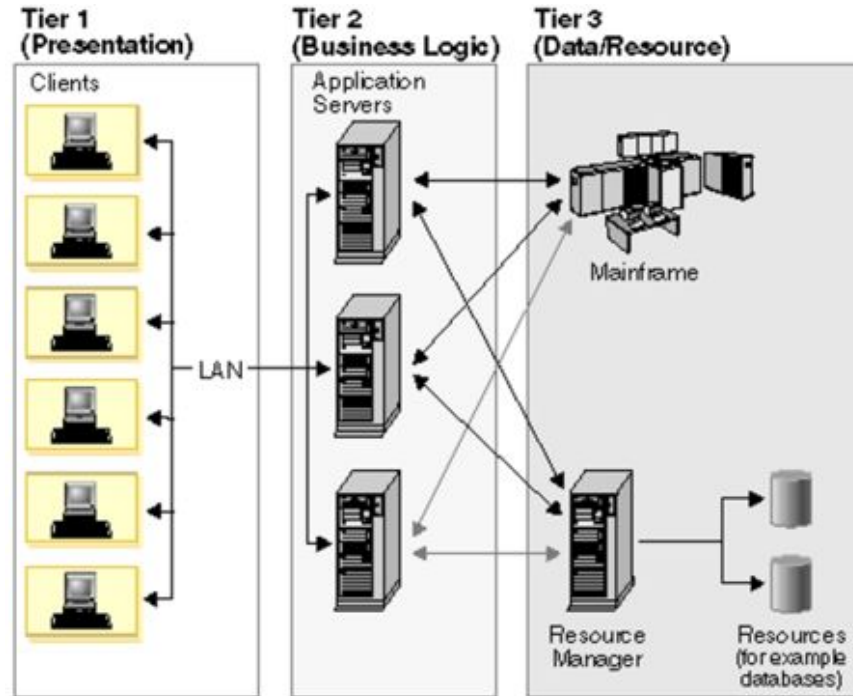 Tier 1
(Presentation)
Tier 2
(Business Logic)
Tier 3
(Data/Resource)
Clients
Application
Servers
Mainframe
LAN
Resource
Manager
Resources
(for example
databases)